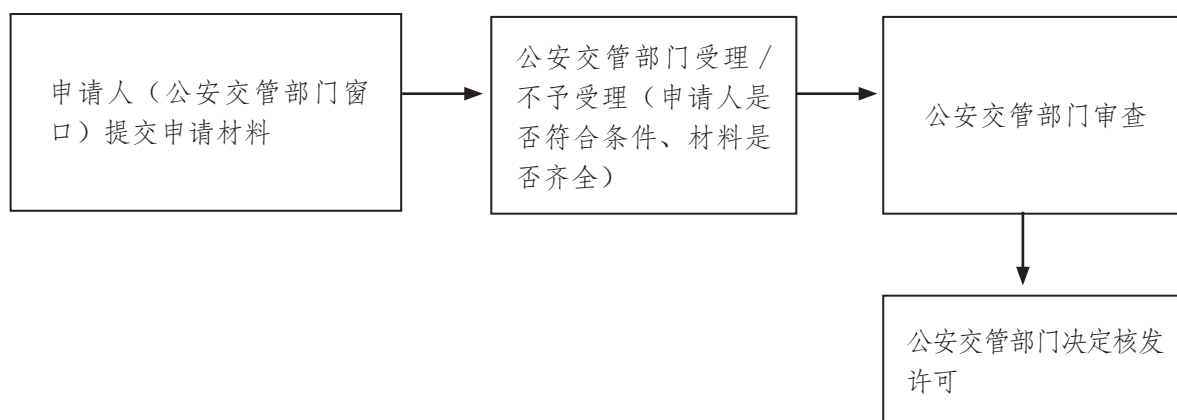 申请人（公安交管部门窗
口）提交申请材料
公安交管部门受理/
不予受理（申请人是
否符合条件、材料是
否齐全）
公安交管部门审查
公安交管部门决定核发
许可